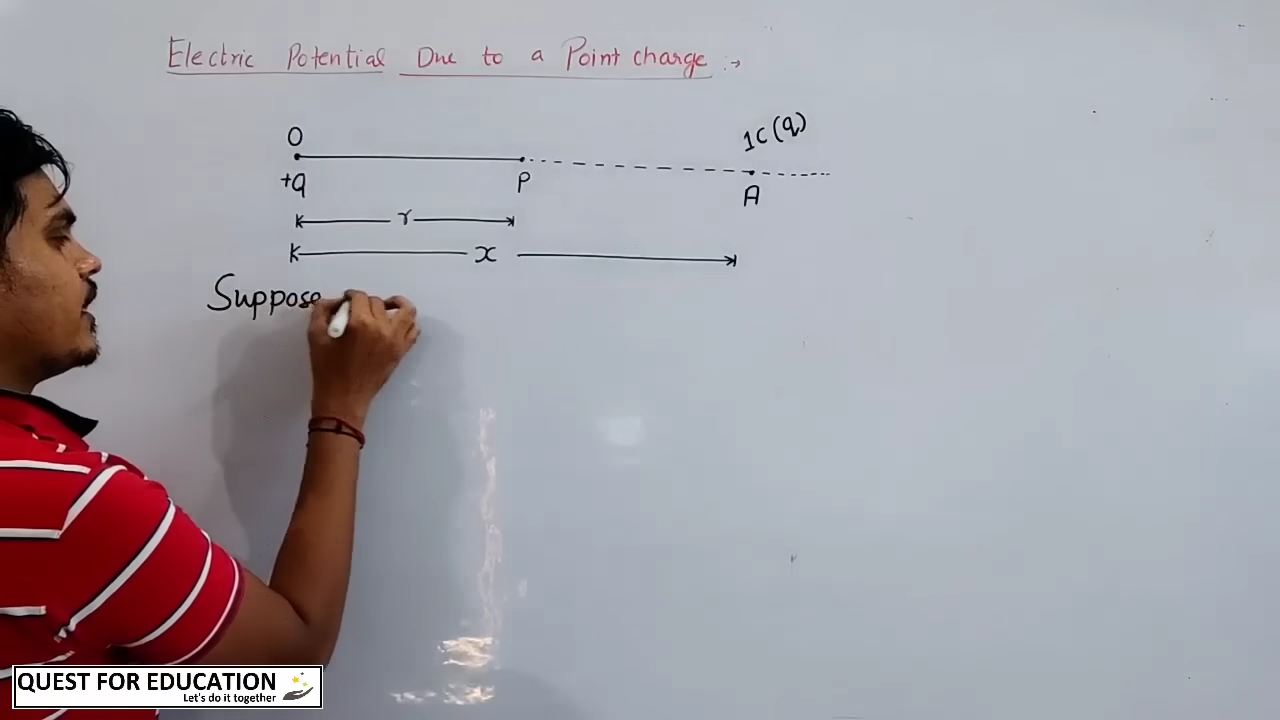 Electric Potential Due to a Point charge :→
1C (q)
O
+Q
P
A
r
x
Suppose
QUEST FOR EDUCATION
Let's do it together